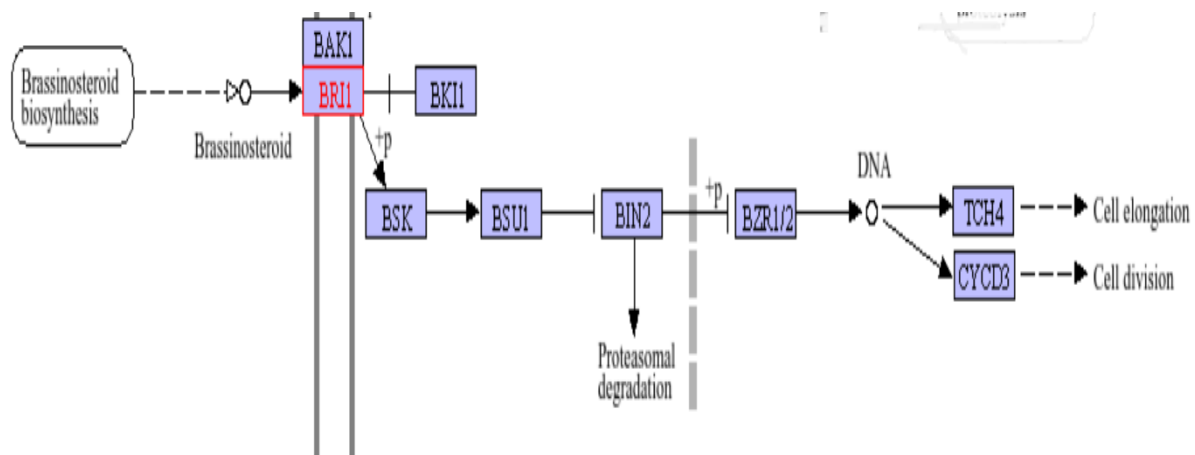 BAK1
Brassinosteroid
biosynthesis
BRI1
BKI1
Brassinosteroid
+p
DNA
+p
BSK
BSU1
BIN2
BZR1/2
TCH4
Cell elongation
CYCD3
Cell division
Proteasomal
degradation